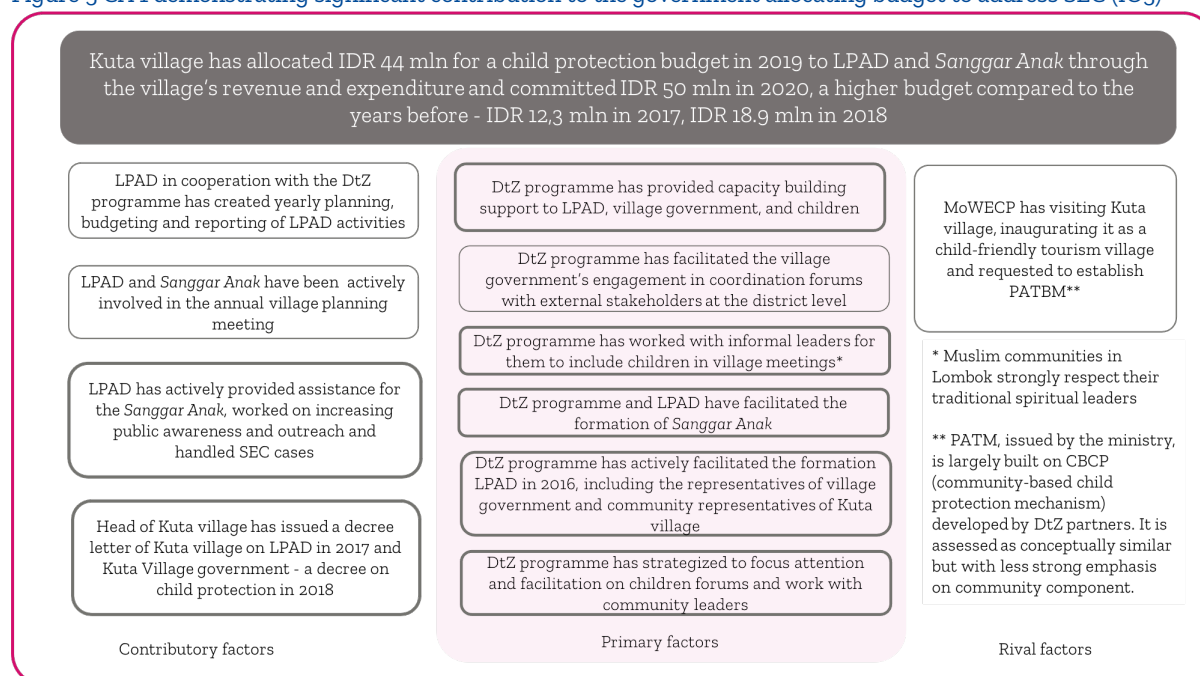 Figure 5 CAA demonstrating significant contribution to the government allocating budget to address SEC (IO3)
Kuta village has allocated IDR 44 mln for a child protection budget in 2019 to LPAD and Sanggar Anak through
the village's revenue and expenditure and committed IDR 50 mln in 2020, a higher budget compared to the
years before - IDR 12,3 mln in 2017, IDR 18.9 mln in 2018
LPAD in cooperation with the DtZ
programme has created yearly planning,
budgeting and reporting of LPAD activities
LPAD and Sanggar Anak have been actively
involved in the annual village planning
meeting
LPAD has actively provided assistance for
the Sanggar Anak, worked on increasing
public awareness and outreach and
handled SEC cases
Head of Kuta village has issued a decree
letter of Kuta village on LPAD in 2017 and
Kuta Village government - a decree on
child protection in 2018
Contributory factors
DtZ programme has provided capacity building
support to LPAD, village government, and children
DtZ programme has facilitated the village
government's engagement in coordination forums
with external stakeholders at the district level
DtZ programme has worked with informal leaders for
them to include children in village meetings*
DtZ programme and LPAD have facilitated the
formation of Sanggar Anak
DtZ programme has actively facilitated the formation
LPAD in 2016, including the representatives of village
government and community representatives of Kuta
village
DtZ programme has strategized to focus attention
and facilitation on children forums and work with
community leaders
Primary factors
MoWECP has visiting Kuta
village, inaugurating it as a
child-friendly tourism village
and requested to establish
PATBM**
* Muslim communities in
Lombok strongly respect their
traditional spiritual leaders
** PATM, issued by the ministry,
is largely built on CBCP
(community-based child
protection mechanism)
developed by DtZ partners. It is
assessed as conceptually similar
but with less strong emphasis
on community component.
Rival factors